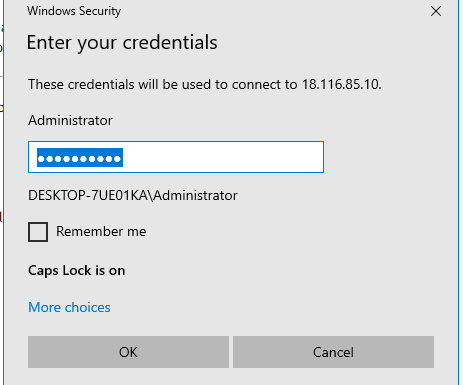 Windows Security
Enter your credentials
These credentials will be used to connect to 18.116.85.10.
Administrator
●●●●●●●●●●
DESKTOP-7UE01KA\Administrator
Remember me
Caps Lock is on
More choices
OK
Cancel